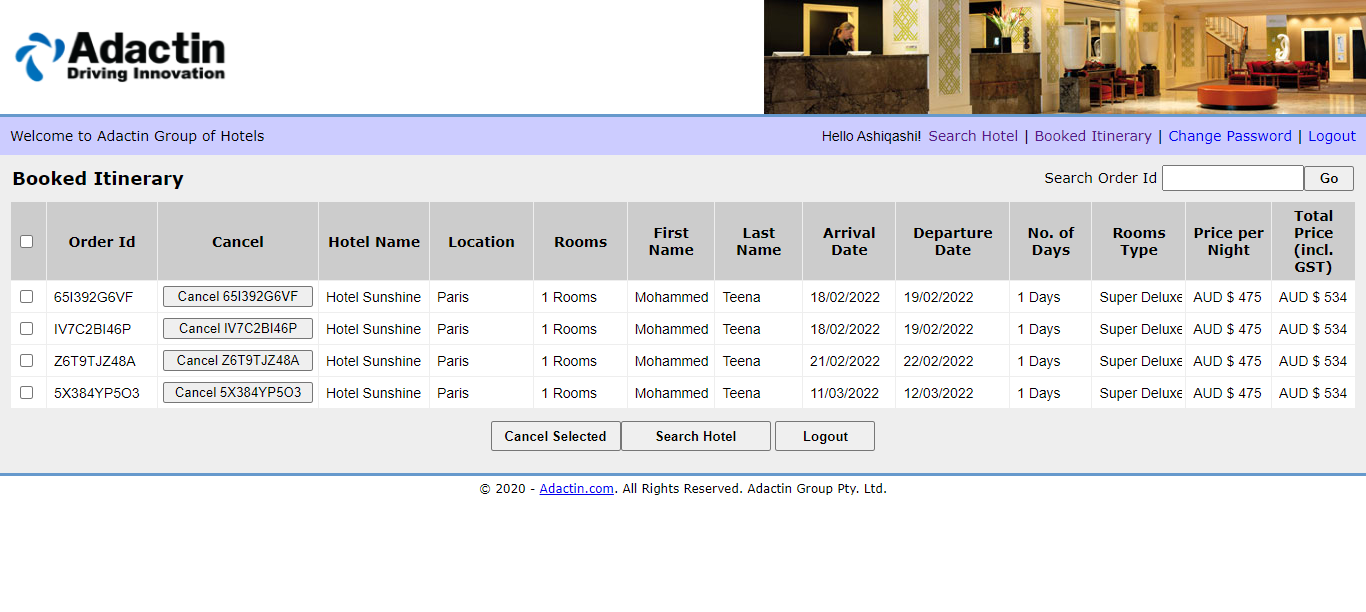 Adactin
Driving Innovation
Welcome to Adactin Group of Hotels
Hello Ashiqashi! Search Hotel | Booked Itinerary | Change Password | Logout
Booked Itinerary
Search Order Id Go
Order Id Cancel Hotel Name Location Rooms First Name Last Name Arrival Date Departure Date No. of Days Rooms Type Price per Night Total Price (incl. GST)
65I392G6VF Cancel 65I392G6VF Hotel Sunshine Paris 1 Rooms Mohammed Teena 18/02/2022 19/02/2022 1 Days Super Deluxe AUD $ 475 AUD $ 534
IV7C2BI46P Cancel IV7C2BI46P Hotel Sunshine Paris 1 Rooms Mohammed Teena 18/02/2022 19/02/2022 1 Days Super Deluxe AUD $ 475 AUD $ 534
Z6T9TJZ48A Cancel Z6T9TJZ48A Hotel Sunshine Paris 1 Rooms Mohammed Teena 21/02/2022 22/02/2022 1 Days Super Deluxe AUD $ 475 AUD $ 534
5X384YP5O3 Cancel 5X384YP5O3 Hotel Sunshine Paris 1 Rooms Mohammed Teena 11/03/2022 12/03/2022 1 Days Super Deluxe AUD $ 475 AUD $ 534
Cancel Selected Search Hotel Logout
© 2020 - Adactin.com. All Rights Reserved. Adactin Group Pty. Ltd.